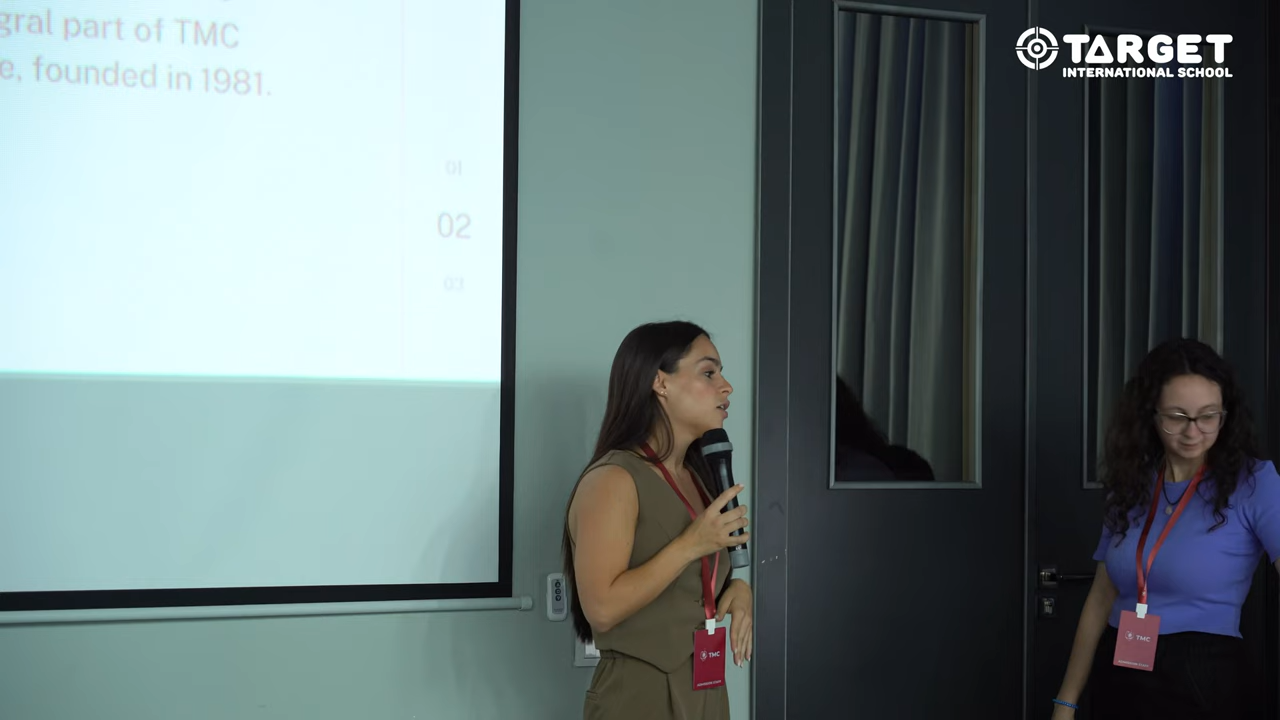 gral part of TMC
e, founded in 1981.
01
02
03
TARGET
INTERNATIONAL SCHOOL
TMC
TMC